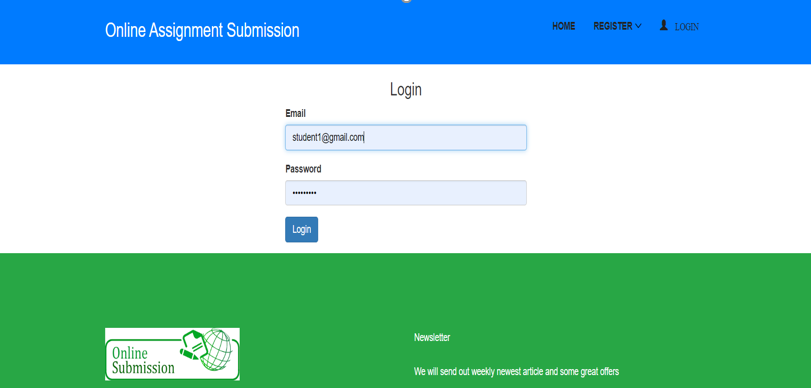 Online Assignment Submission
HOME REGISTER LOGIN
Login
Email
student1@gmail.com
Password
•••••••••
Login
Online
Submission
Newsletter
We will send out weekly newest article and some great offers